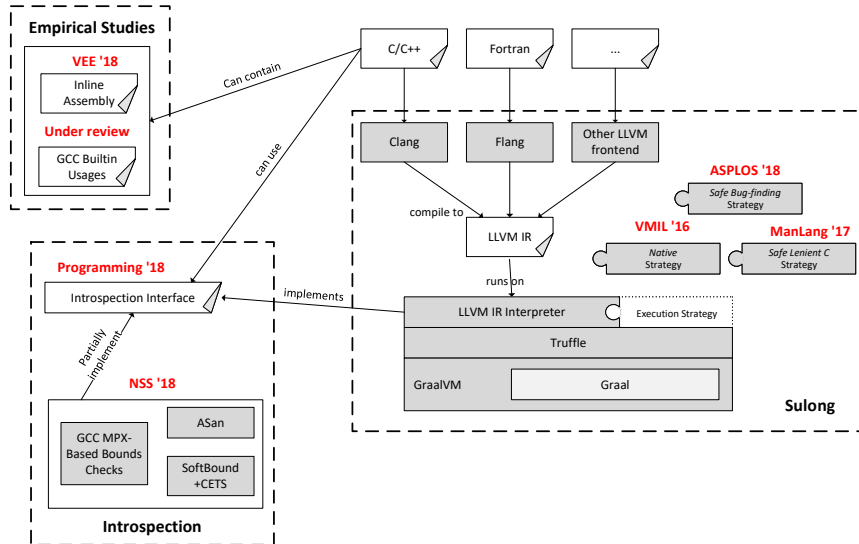 Empirical Studies
VEE '18
Inline
Assembly
Under review
GCC Builtin
Usages
Can contain
can use
C/C++
Fortran
...
Clang
Flang
Other LLVM
frontend
compile to
LLVM IR
runs on
ASPLOS '18
Safe Bug-finding
Strategy
VMIL '16
Native
Strategy
ManLang '17
Safe Lenient C
Strategy
Programming '18
Introspection Interface
implements
LLVM IR Interpreter
Execution Strategy
Truffle
GraalVM
Graal
Sulong
Partially
implement
NSS '18
GCC MPX-
Based Bounds
Checks
ASan
SoftBound
+CETS
Introspection